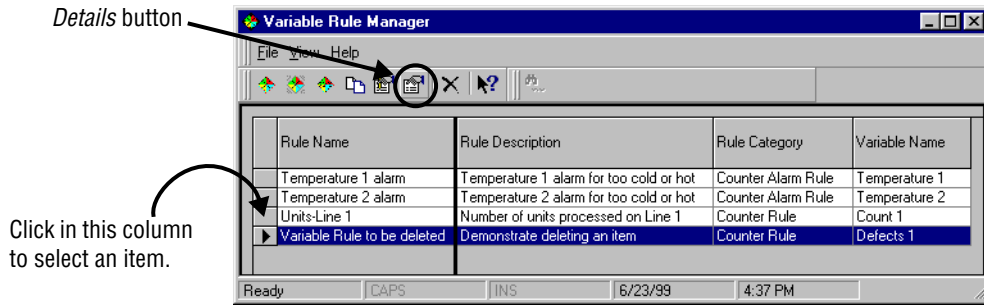 Details button
Variable Rule Manager
File View Help
Rule Name Rule Description Rule Category Variable Name
Temperature 1 alarm Temperature 1 alarm for too cold or hot Counter Alarm Rule Temperature 1
Temperature 2 alarm Temperature 2 alarm for too cold or hot Counter Alarm Rule Temperature 2
Units-Line 1 Number of units processed on Line 1 Counter Rule Count 1
Variable Rule to be deleted Demonstrate deleting an item Counter Rule Defects 1
Click in this column
to select an item.
Ready CAPS INS 6/23/99 4:37 PM